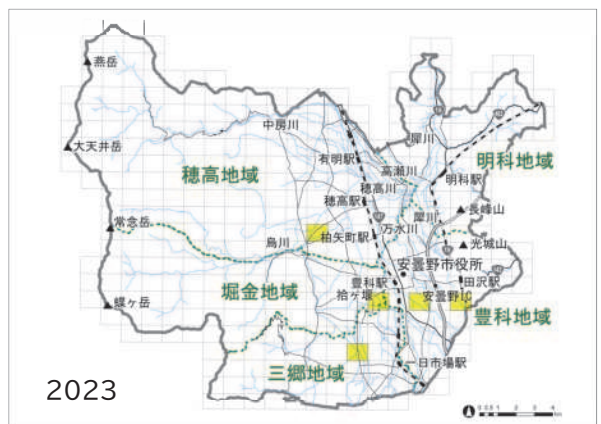 燕岳
中房川
犀川
大天井岳
有明駅
明科地域
高瀬川
明科駅
穂高地域
穂高川
穂高駅
犀川
長峰山
常念岳
柏矢町駅
万水川
光城山
烏川
安曇野市役所
豊科駅
田沢駅
堀金地域
拾ヶ堰
安曇野IC
蝶ヶ岳
豊科地域
一日市場駅
三郷地域
2023